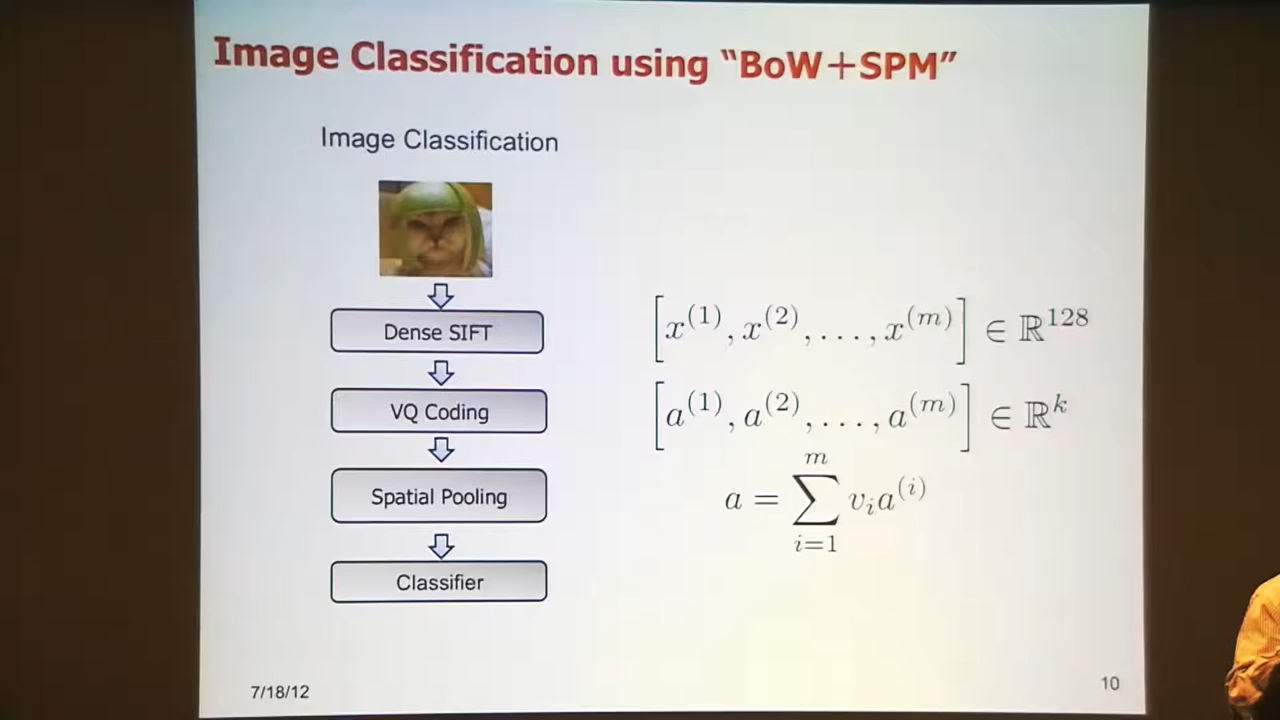 Image Classification using “BoW+SPM”
Image Classification
Dense SIFT
[x^{(1)}, x^{(2)}, . . . , x^{(m)}] ∈ ℝ^{128}
VQ Coding
[a^{(1)}, a^{(2)}, . . . , a^{(m)}] ∈ ℝ^k
Spatial Pooling
a = \sum_{i=1}^{m} v_i a^{(i)}
Classifier
7/18/12
10